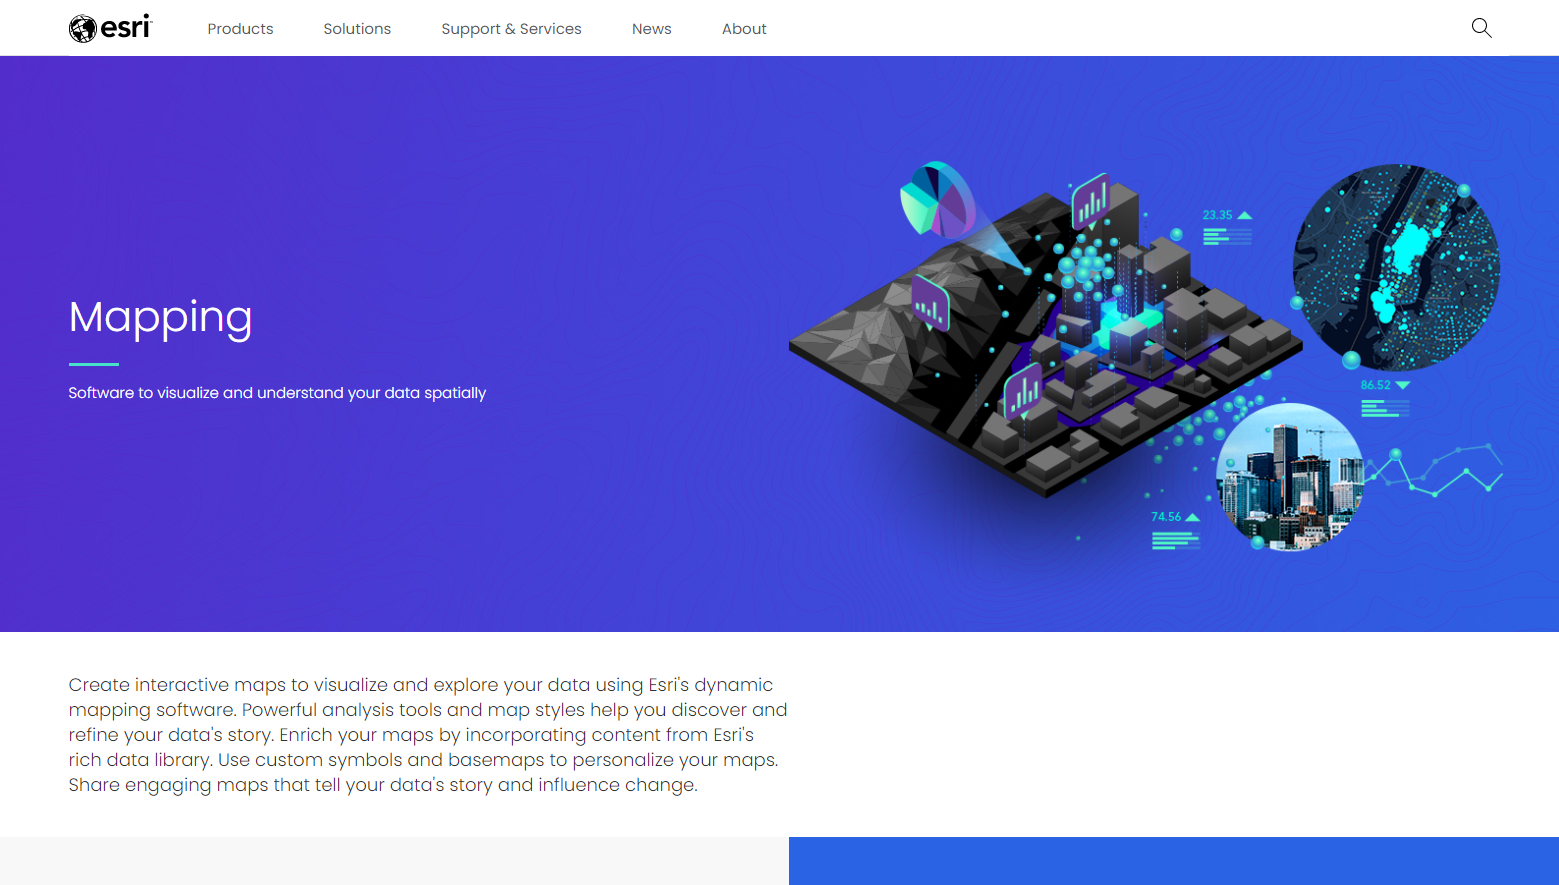 esri
Products
Solutions
Support & Services
News
About
23.35
86.52
74.56
Mapping
Software to visualize and understand your data spatially
Create interactive maps to visualize and explore your data using Esri's dynamic
mapping software. Powerful analysis tools and map styles help you discover and
refine your data's story. Enrich your maps by incorporating content from Esri's
rich data library. Use custom symbols and basemaps to personalize your maps.
Share engaging maps that tell your data's story and influence change.